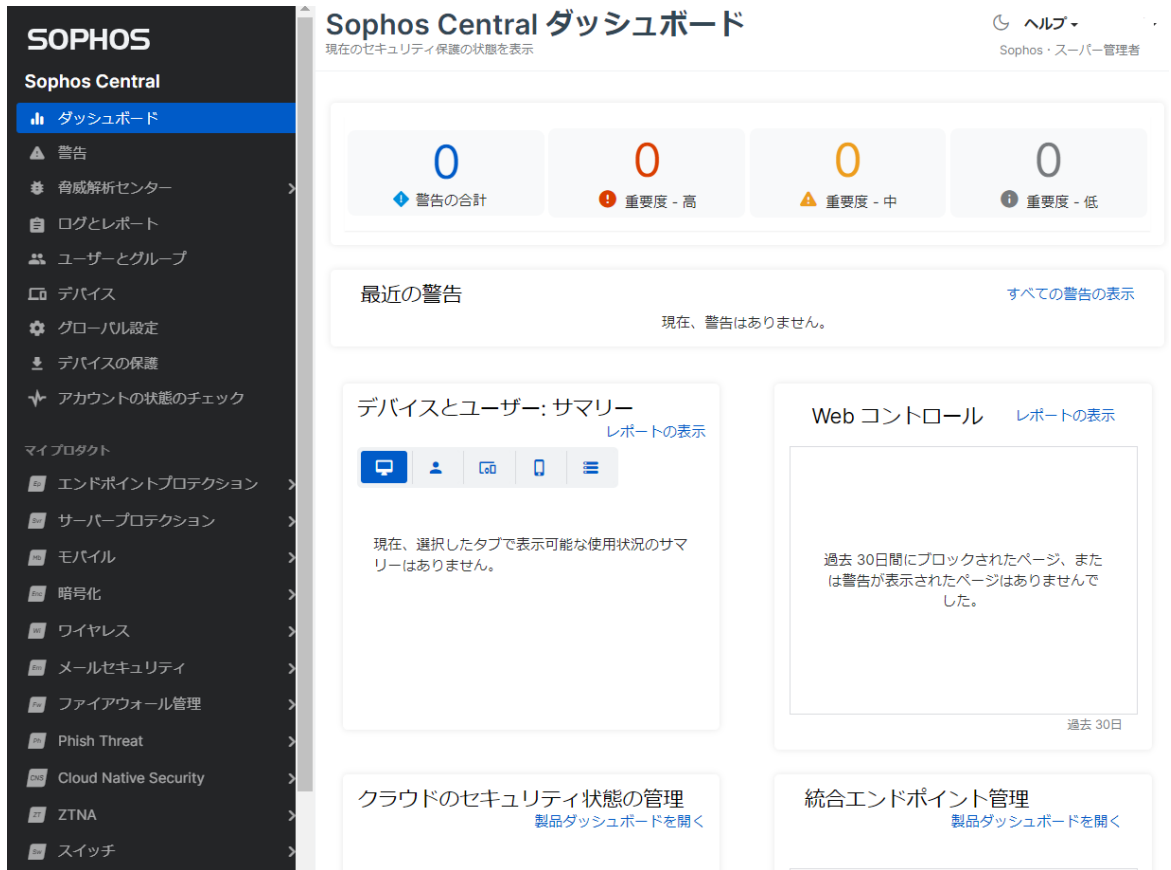 SOPHOS
Sophos Central
ダッシュボード
警告
脅威解析センター
ログとレポート
ユーザーとグループ
デバイス
グローバル設定
デバイスの保護
アカウントの状態のチェック
マイプロダクト
Ep エンドポイントプロテクション
サーバープロテクション
モバイル
Enc 暗号化
Wi ワイヤレス
Em メールセキュリティ
Fw ファイアウォール管理
Ph Phish Threat
CNS Cloud Native Security
ZT ZTNA
Sw スイッチ
Sophos Central ダッシュボード
現在のセキュリティ保護の状態を表示
ヘルプ
Sophos・スーパー管理者
0
警告の合計
0
重要度 - 高
0
重要度 - 中
0
重要度 - 低
最近の警告
すべての警告の表示
現在、警告はありません。
デバイスとユーザー: サマリー
レポートの表示
現在、選択したタブで表示可能な使用状況のサマ
リーはありません。
Web コントロール
レポートの表示
過去 30日間にブロックされたページ、また
は警告が表示されたページはありませんで
した。
過去 30日
クラウドのセキュリティ状態の管理
製品ダッシュボードを開く
統合エンドポイント管理
製品ダッシュボードを開く